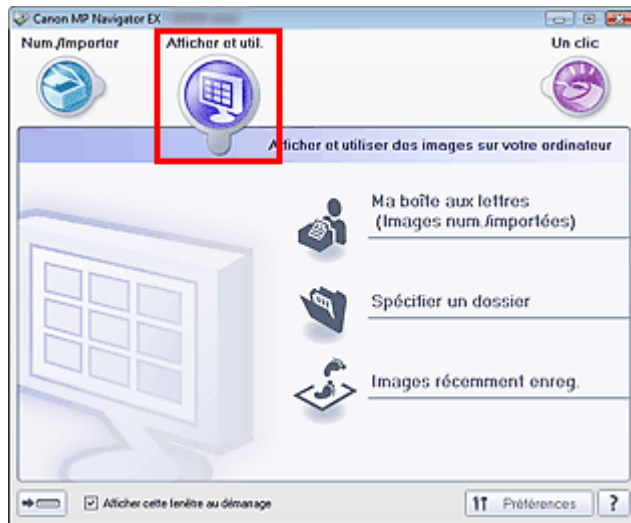 Canon MP Navigator EX
Num./Importer
Afficher et util.
Un clic
Afficher et utiliser des images sur votre ordinateur
Ma boîte aux lettres
(Images num./importées)
Spécifier un dossier
Images récemment enreg.
Afficher cette fenêtre au démarrage
Préférences
?